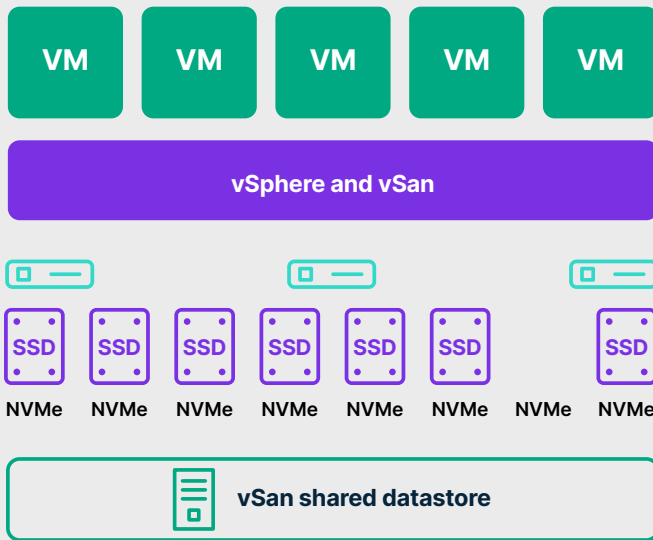 VM VM VM VM VM
vSphere and vSan
SSD SSD SSD SSD SSD SSD SSD
NVMe NVMe NVMe NVMe NVMe NVMe NVMe NVMe
vSan shared datastore